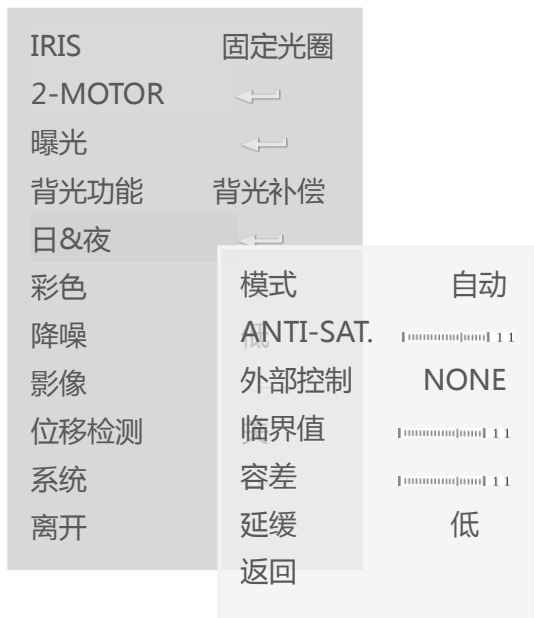 IRIS 固定光圈
2-MOTOR
曝光
背光功能 背光补偿
日&夜
彩色
降噪 低
影像
位移检测
系统
离开
模式 自动
ANTI-SAT. 11
外部控制 NONE
临界值 11
容差 11
延缓 低
返回